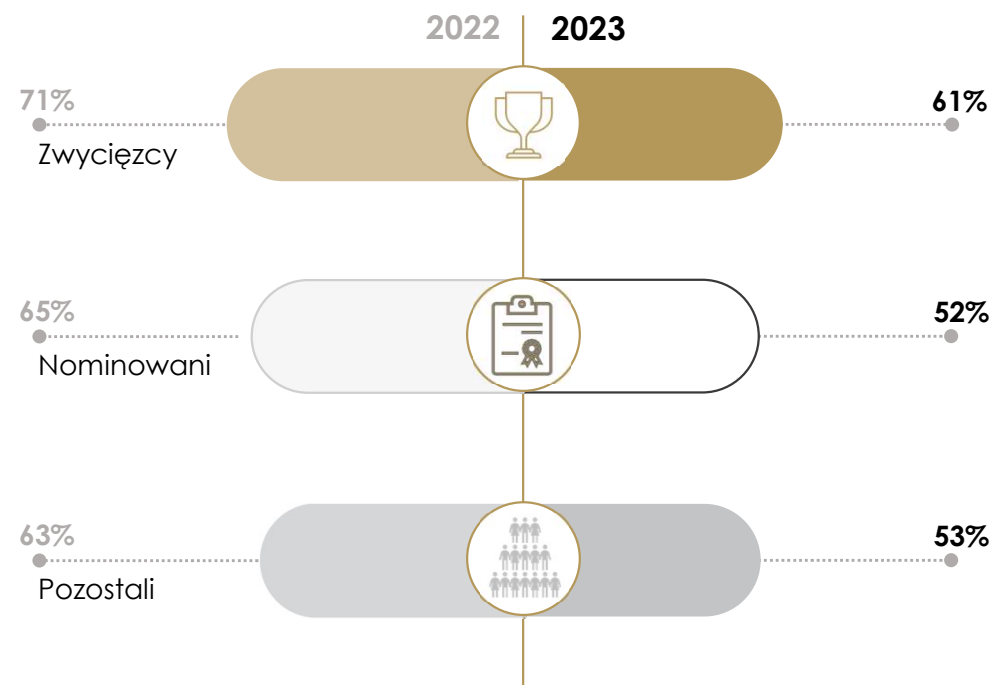 2022 2023
71% 61%
Zwycięzcy
65% 52%
Nominowani
63% 53%
Pozostali